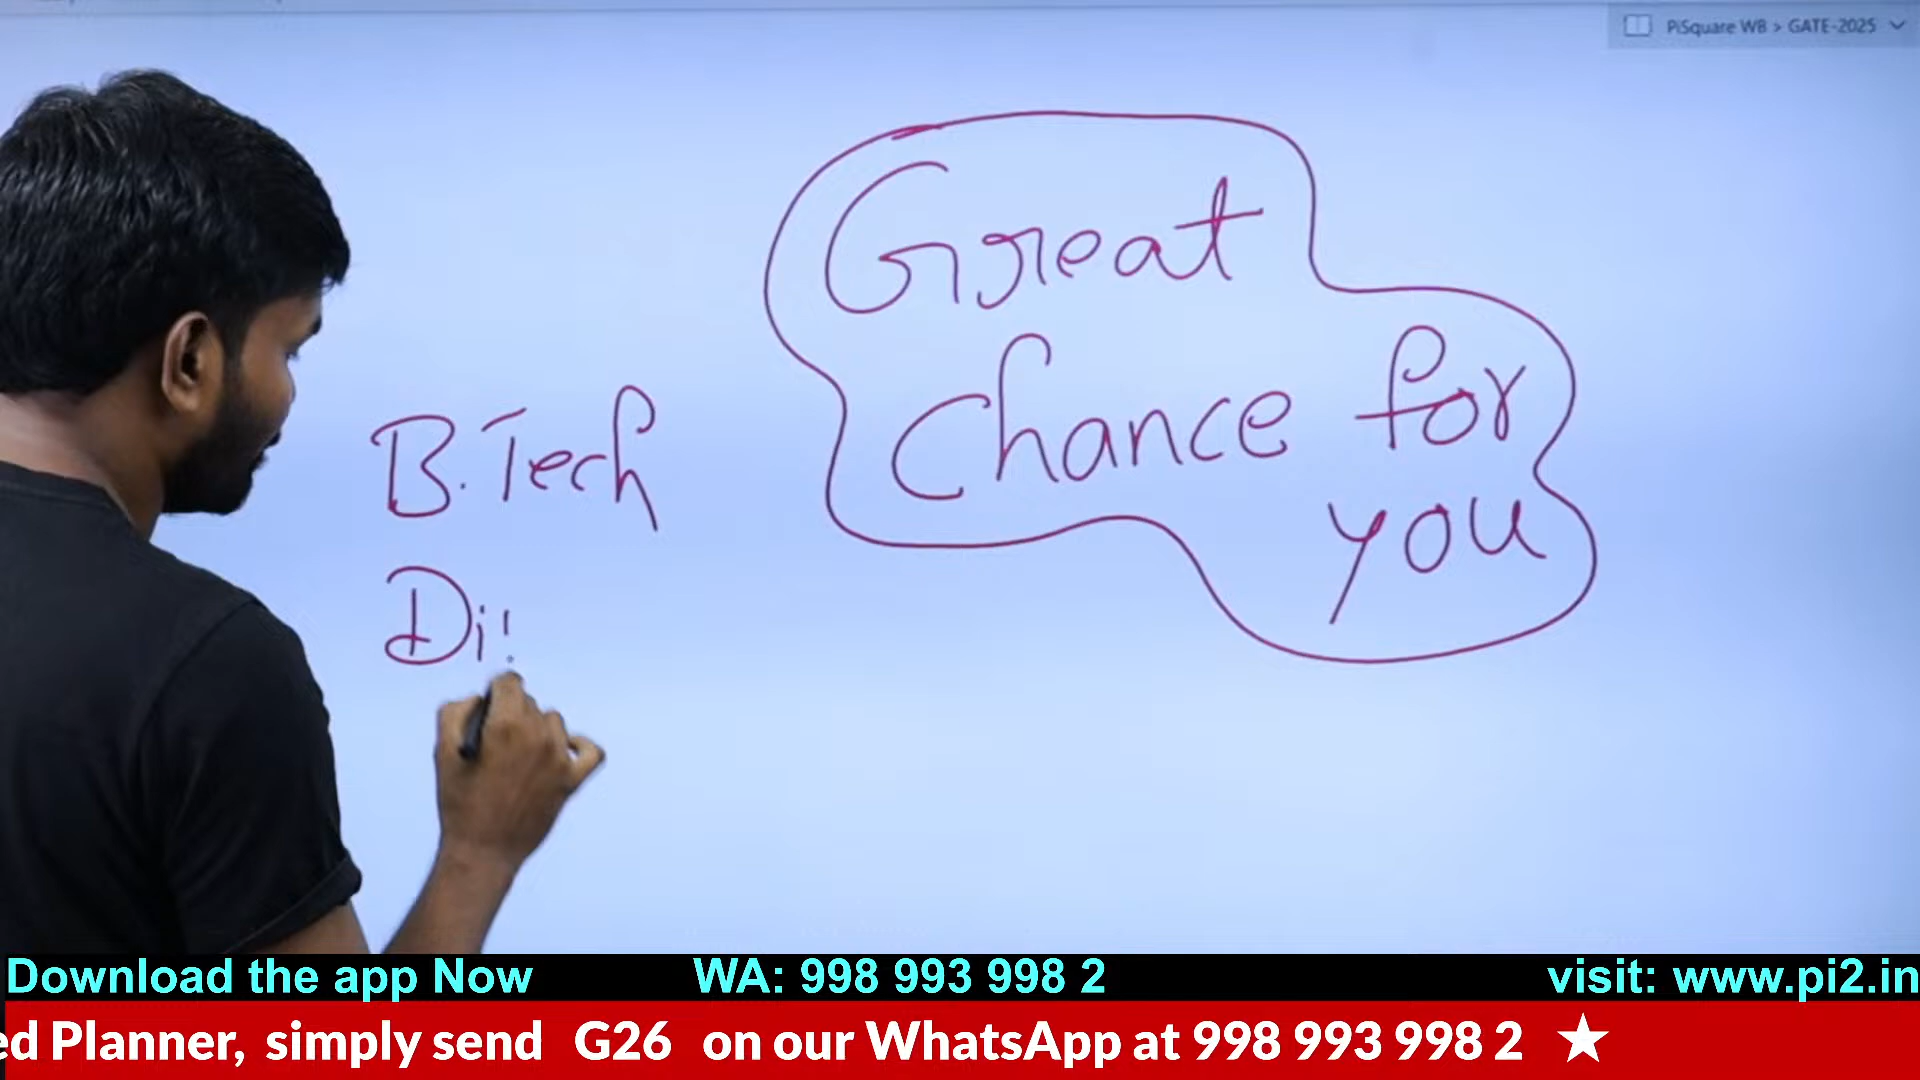 PiSquare WB > GATE-2025
Great
chance for
you
B.Tech
Di
Download the app Now WA: 998 993 998 2 visit: www.pi2.in
ed Planner, simply send G26 on our WhatsApp at 998 993 998 2 ★